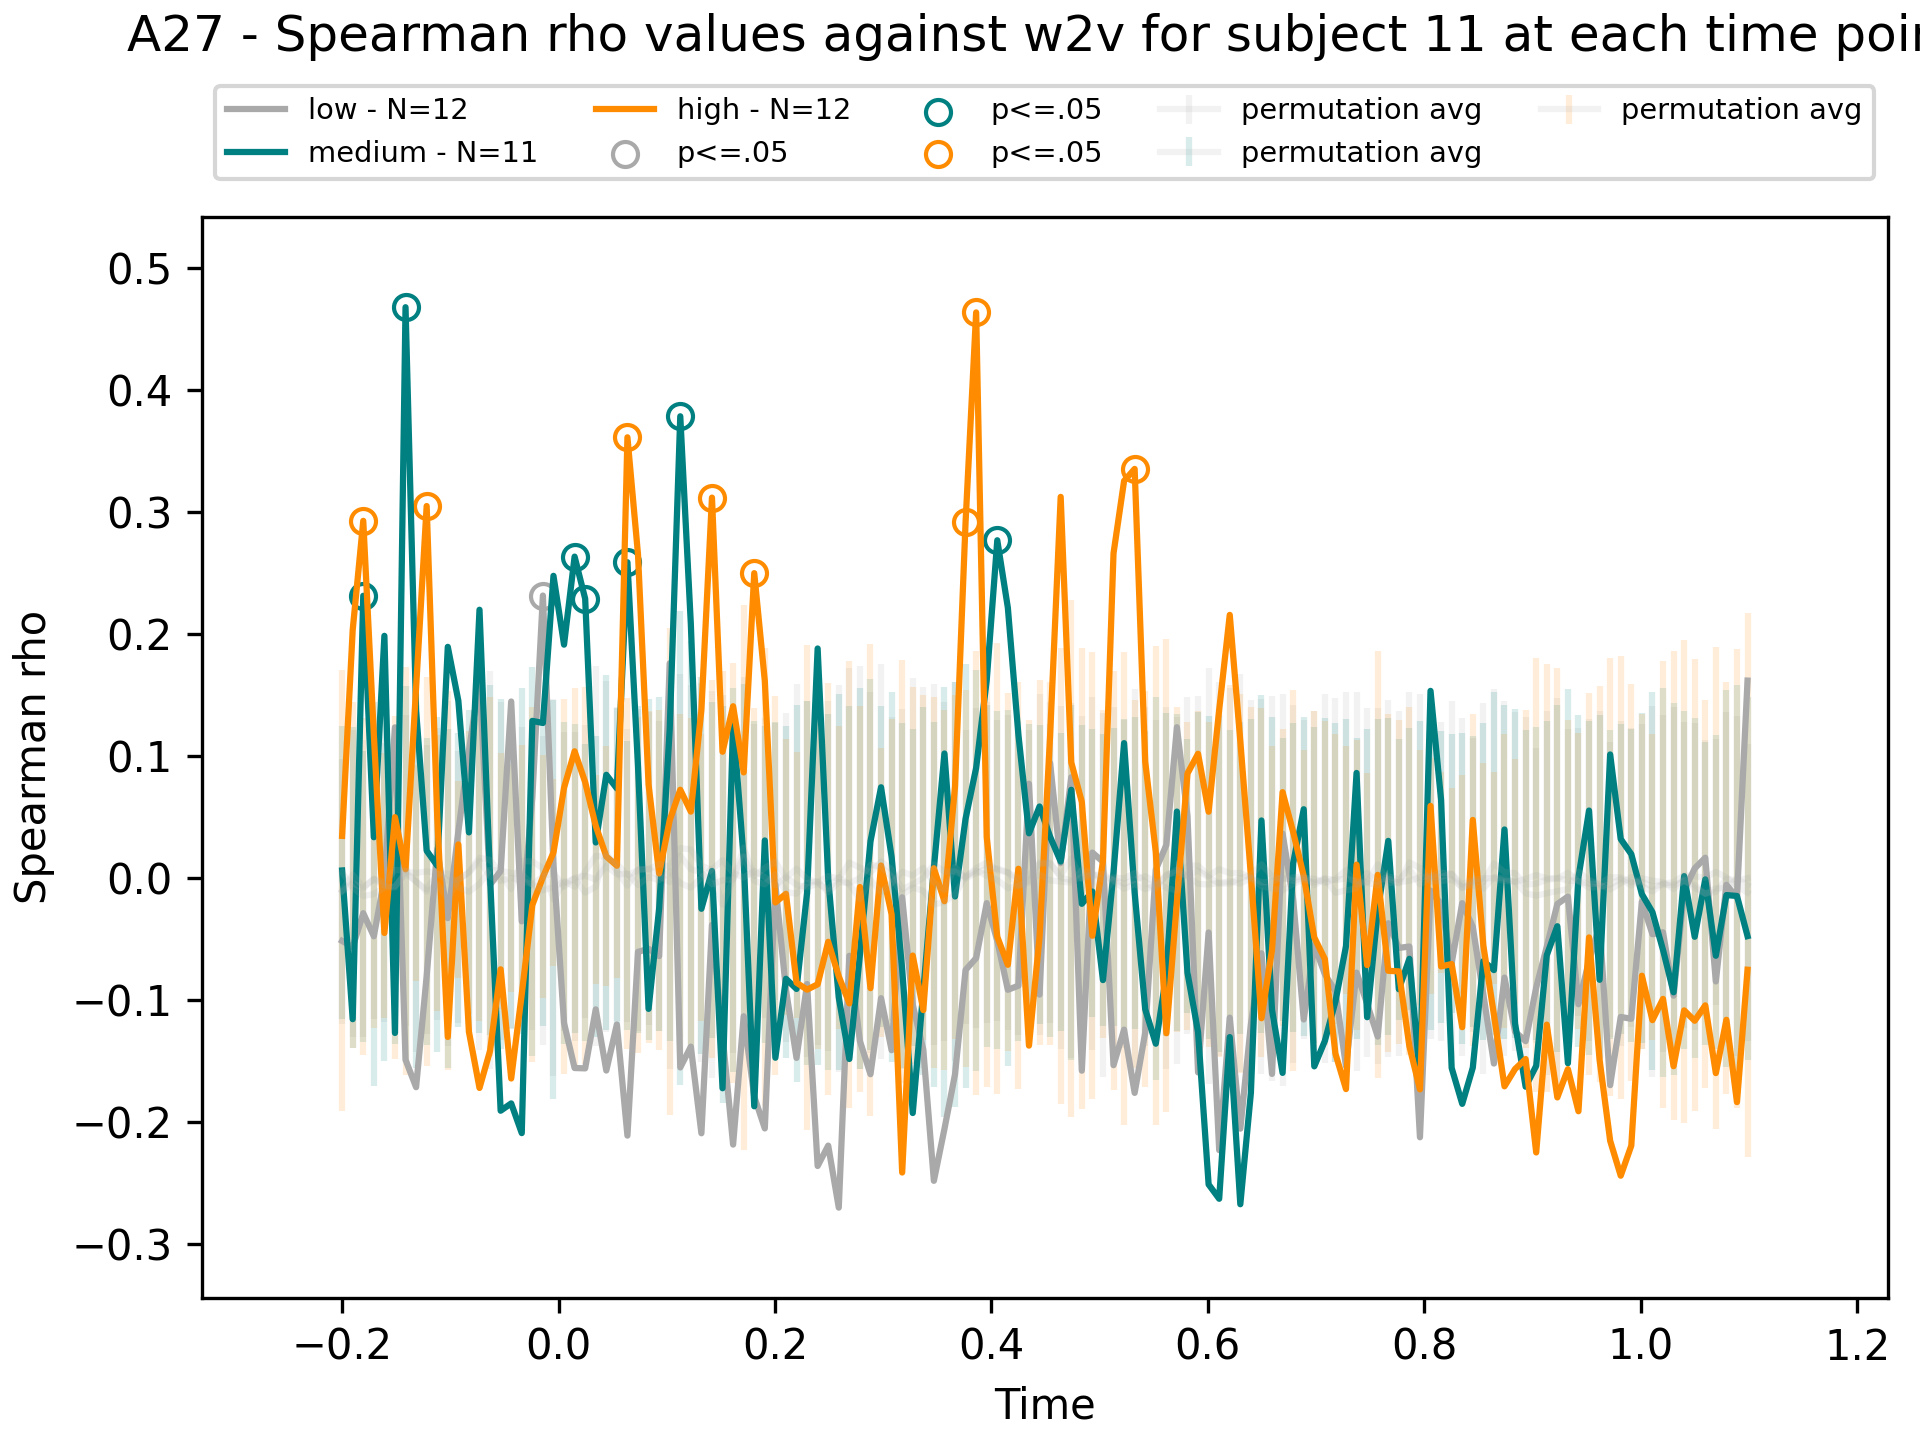 A27 - Spearman rho values against w2v for subject 11 at each time poi
low - N=12 high - N=12 p<=.05 permutation avg permutation avg
medium - N=11 p<=.05 p<=.05 permutation avg
0.5
0.4
0.3
0.2
0.1
0.0
−0.1
−0.2
−0.3
Spearman rho
−0.2 0.0 0.2 0.4 0.6 0.8 1.0 1.2
Time